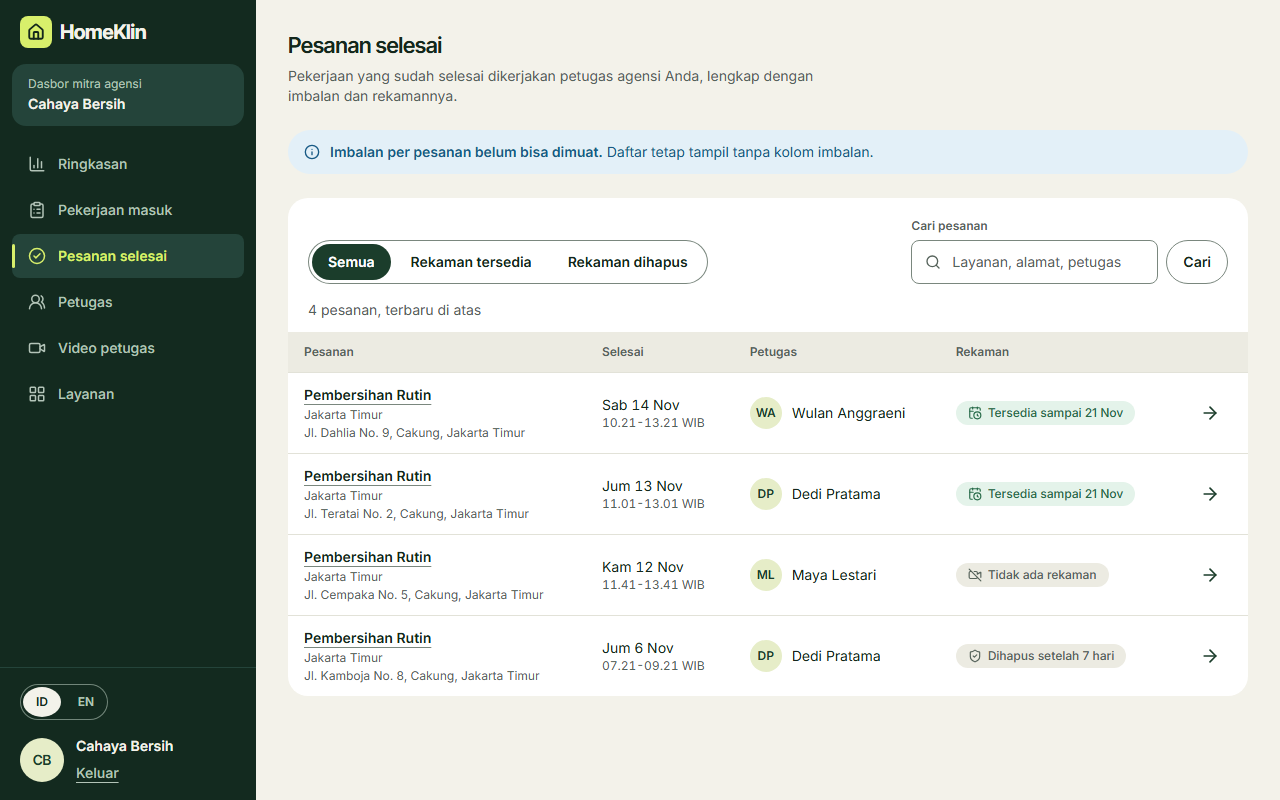 HomeKlin
Dasbor mitra agensi
Cahaya Bersih
Ringkasan
Pekerjaan masuk
Pesanan selesai
Petugas
Video petugas
Layanan
ID EN
CB
Cahaya Bersih
Keluar
Pesanan selesai
Pekerjaan yang sudah selesai dikerjakan petugas agensi Anda, lengkap dengan
imbalan dan rekamannya.
Imbalan per pesanan belum bisa dimuat. Daftar tetap tampil tanpa kolom imbalan.
Cari pesanan
Semua Rekaman tersedia Rekaman dihapus
Layanan, alamat, petugas Cari
4 pesanan, terbaru di atas
Pesanan Selesai Petugas Rekaman
Pembersihan Rutin
Jakarta Timur
Jl. Dahlia No. 9, Cakung, Jakarta Timur
Sab 14 Nov
10.21-13.21 WIB
WA Wulan Anggraeni
Tersedia sampai 21 Nov
Pembersihan Rutin
Jakarta Timur
Jl. Teratai No. 2, Cakung, Jakarta Timur
Jum 13 Nov
11.01-13.01 WIB
DP Dedi Pratama
Tersedia sampai 21 Nov
Pembersihan Rutin
Jakarta Timur
Jl. Cempaka No. 5, Cakung, Jakarta Timur
Kam 12 Nov
11.41-13.41 WIB
ML Maya Lestari
Tidak ada rekaman
Pembersihan Rutin
Jakarta Timur
Jl. Kamboja No. 8, Cakung, Jakarta Timur
Jum 6 Nov
07.21-09.21 WIB
DP Dedi Pratama
Dihapus setelah 7 hari